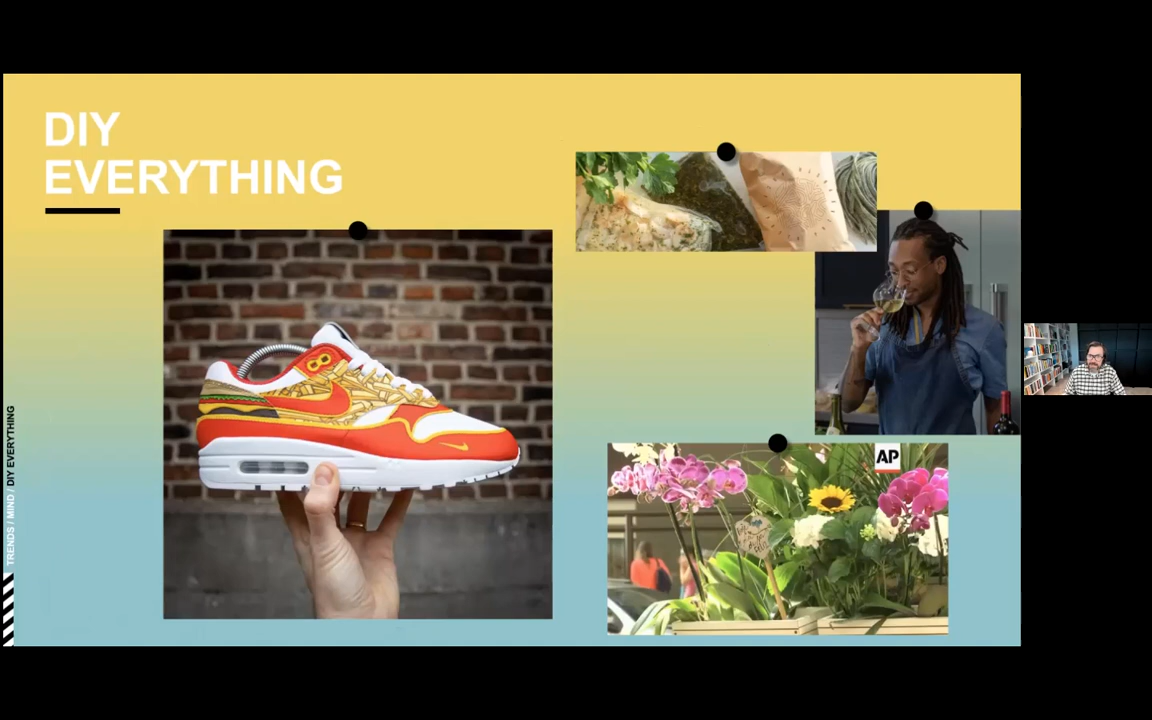 DIY
EVERYTHING
AP
TRENDS / MIND / DIY EVERYTHING